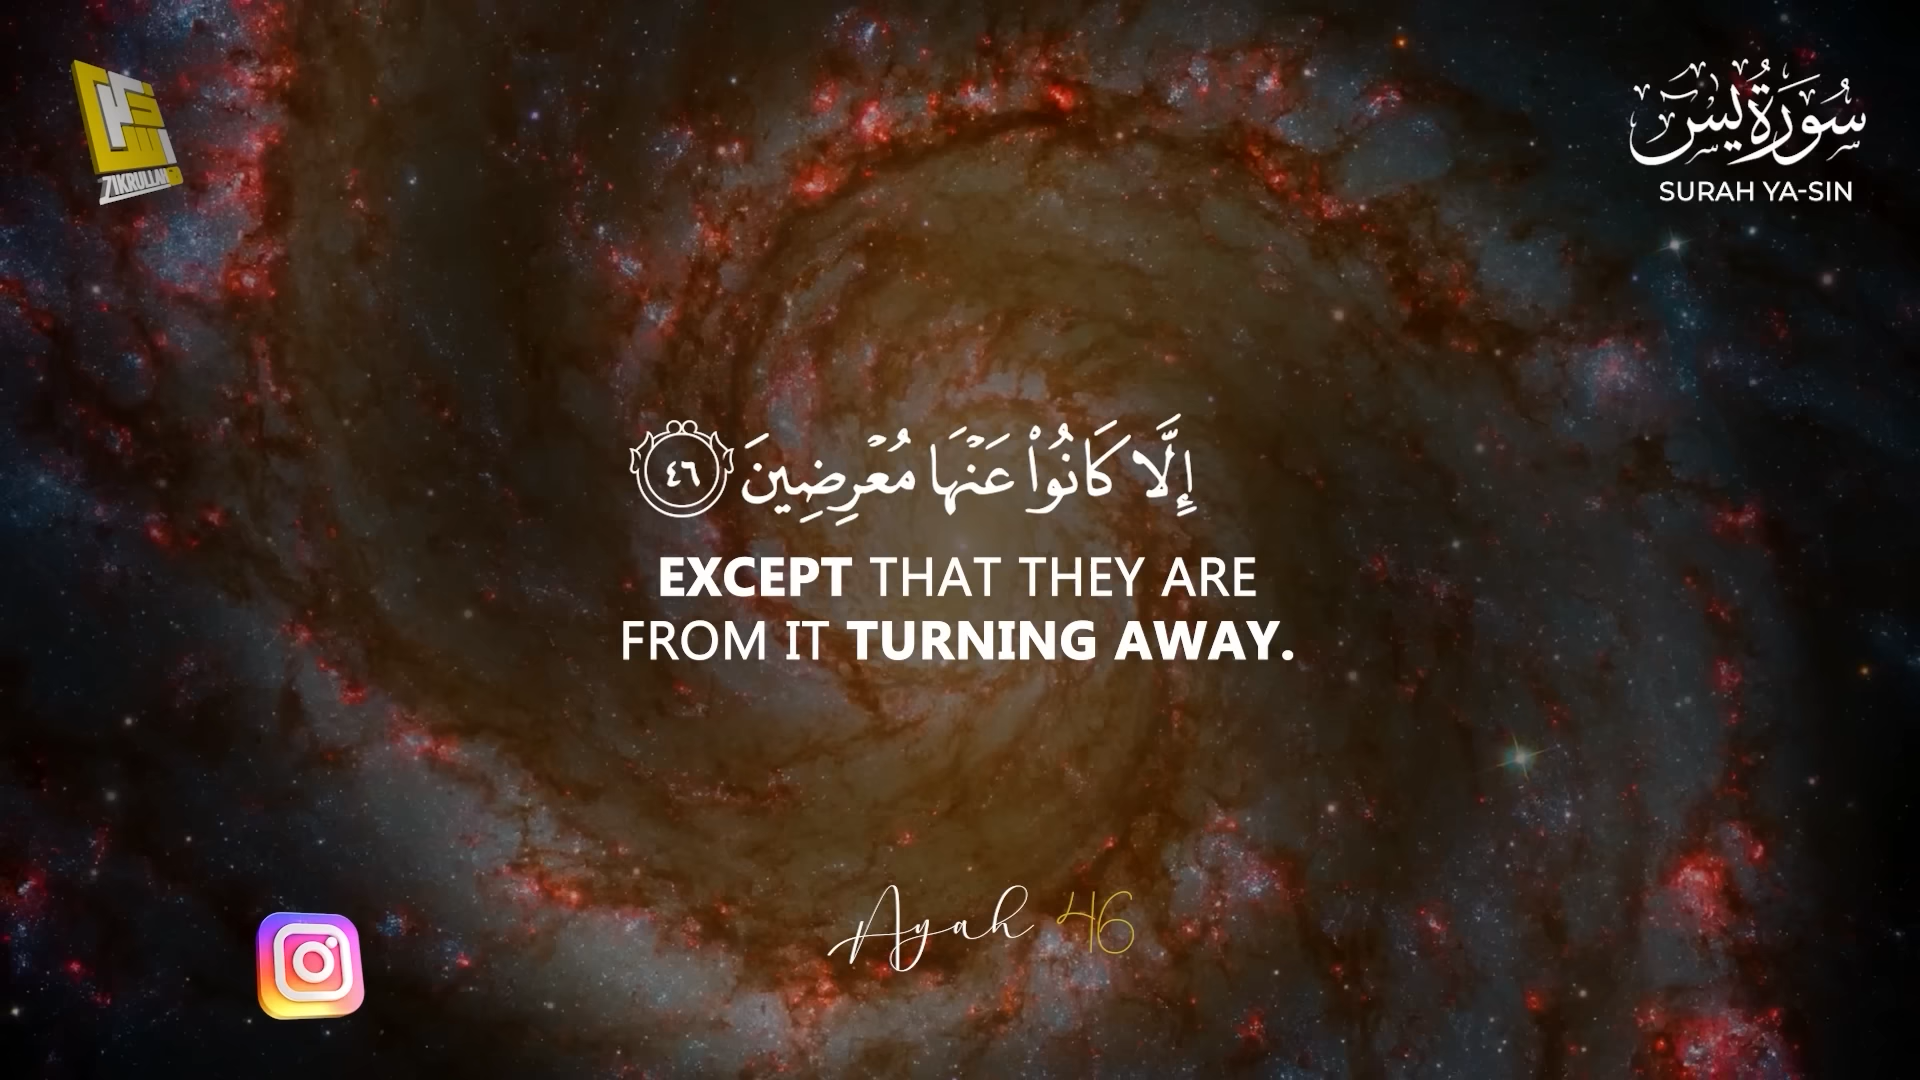 ZIKRULLAH
سُورَةُ يسٓ
SURAH YA-SIN
إِلَّا كَانُوا۟ عَنْهَا مُعْرِضِينَ ٤٦
EXCEPT THAT THEY ARE
FROM IT TURNING AWAY.
Ayah 46